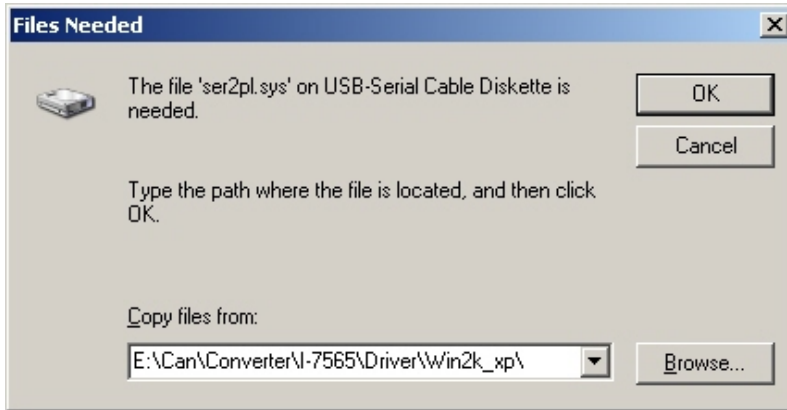 Files Needed
The file 'ser2pl.sys' on USB-Serial Cable Diskette is
needed.
OK
Cancel
Type the path where the file is located, and then click
OK.
Copy files from:
E:\Can\Converter\I-7565\Driver\Win2k_xp\
Browse...